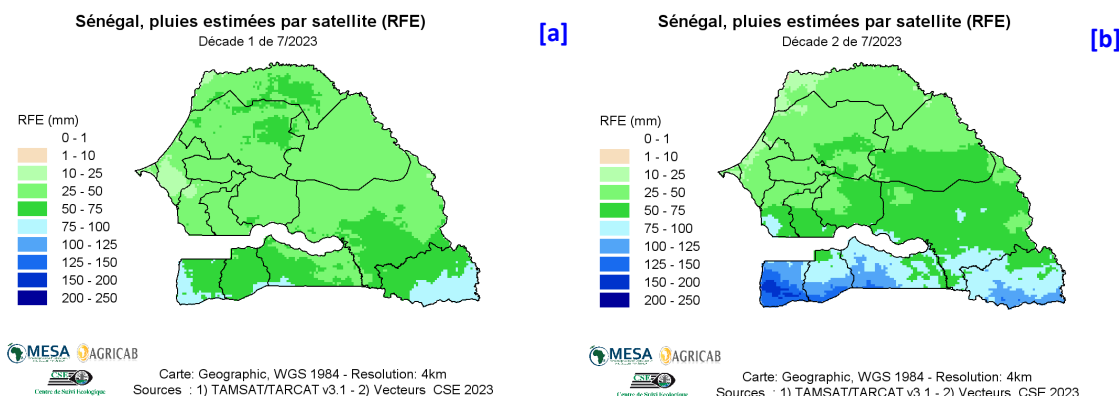 Sénégal, pluies estimées par satellite (RFE)
Décade 1 de 7/2023
[a]
RFE (mm)
0 - 1
1 - 10
10 - 25
25 - 50
50 - 75
75 - 100
100 - 125
125 - 150
150 - 200
200 - 250
MESA
AGRICAB
CSE
Centre de Suivi Ecologique
Carte: Geographic, WGS 1984 - Resolution: 4km
Sources : 1) TAMSAT/TARCAT v3.1 - 2) Vecteurs CSE 2023
Sénégal, pluies estimées par satellite (RFE)
Décade 2 de 7/2023
[b]
RFE (mm)
0 - 1
1 - 10
10 - 25
25 - 50
50 - 75
75 - 100
100 - 125
125 - 150
150 - 200
200 - 250
MESA
AGRICAB
CSE
Centre de Suivi Ecologique
Carte: Geographic, WGS 1984 - Resolution: 4km
Sources : 1) TAMSAT/TARCAT v3.1 - 2) Vecteurs CSE 2023